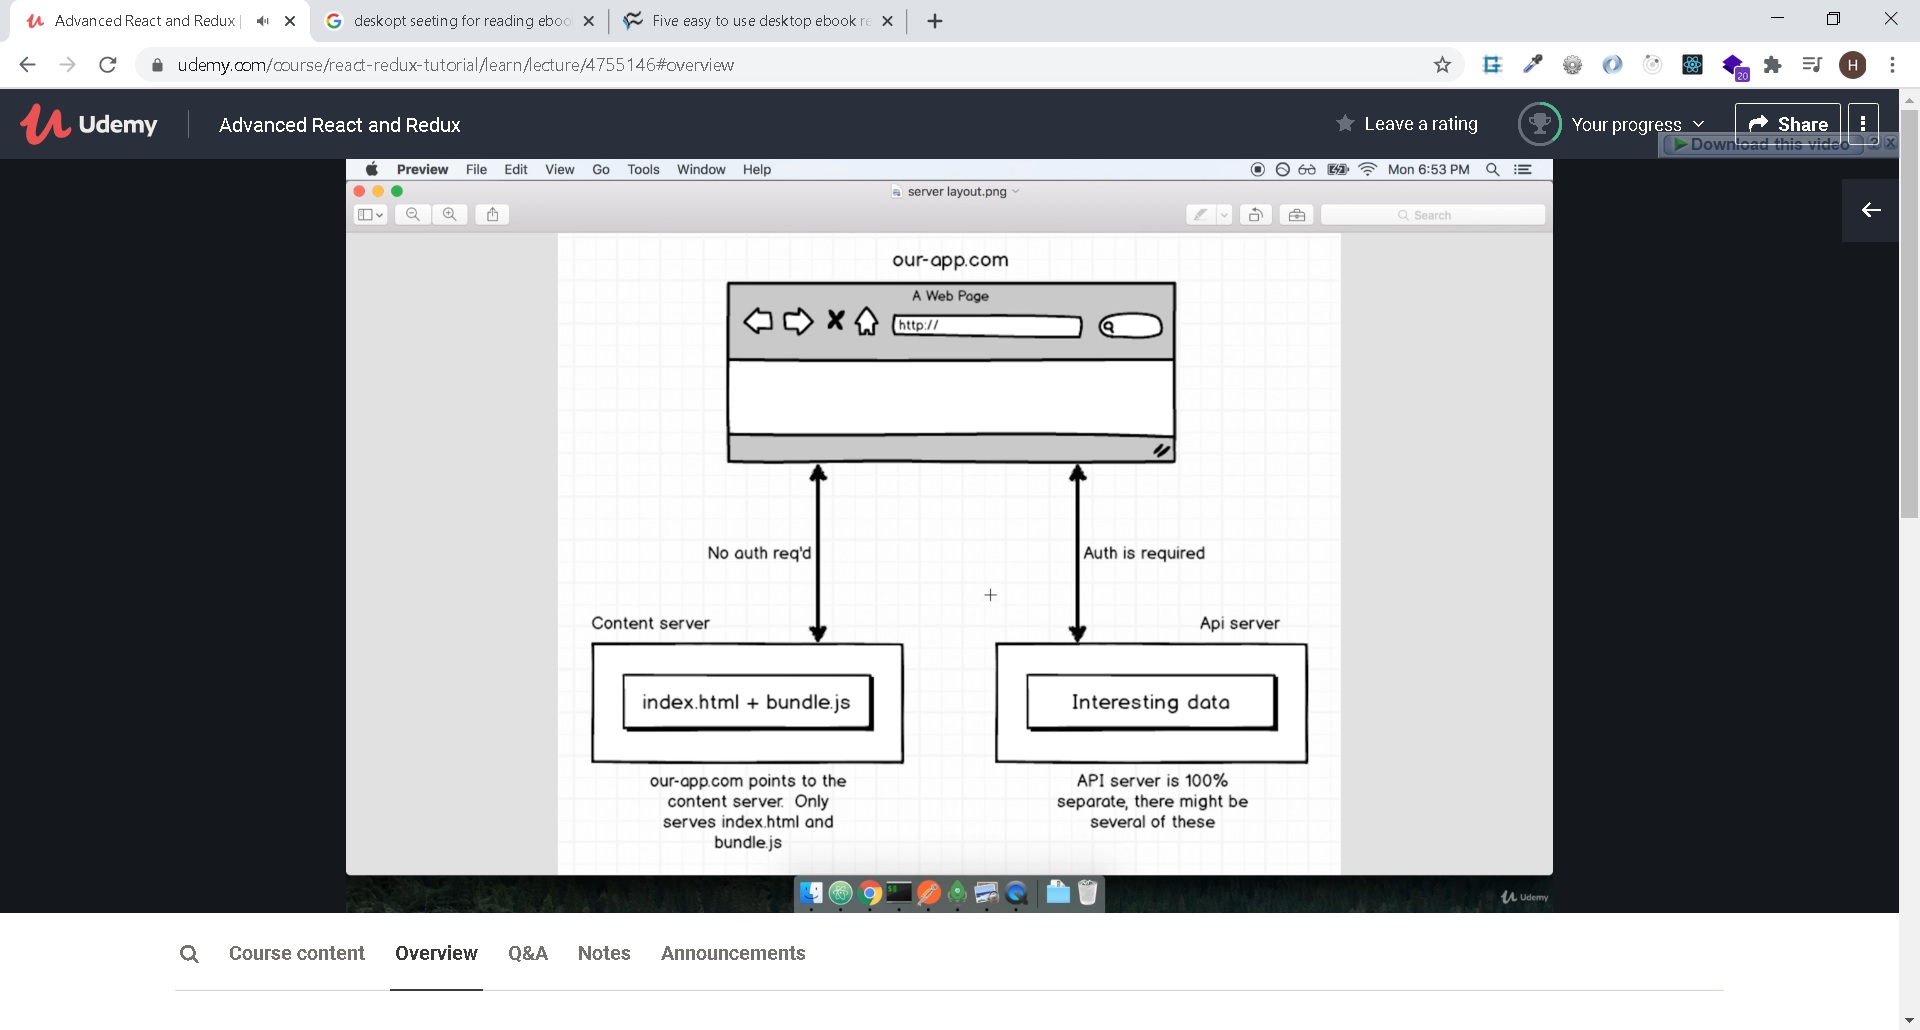 Advanced React and Redux |
deskopt seeting for reading eboo
Five easy to use desktop ebook re
udemy.com/course/react-redux-tutorial/learn/lecture/4755146#overview
20
H
Udemy
Advanced React and Redux
Leave a rating
Your progress
Share
Download this video
? X
Preview File Edit View Go Tools Window Help
Mon 6:53 PM
server layout.png
Search
our-app.com
A Web Page
http://
No auth req'd
Auth is required
Content server
Api server
index.html + bundle.js
Interesting data
our-app.com points to the
content server. Only
serves index.html and
bundle.js
API server is 100%
separate, there might be
several of these
Udemy
Course content
Overview
Q&A
Notes
Announcements